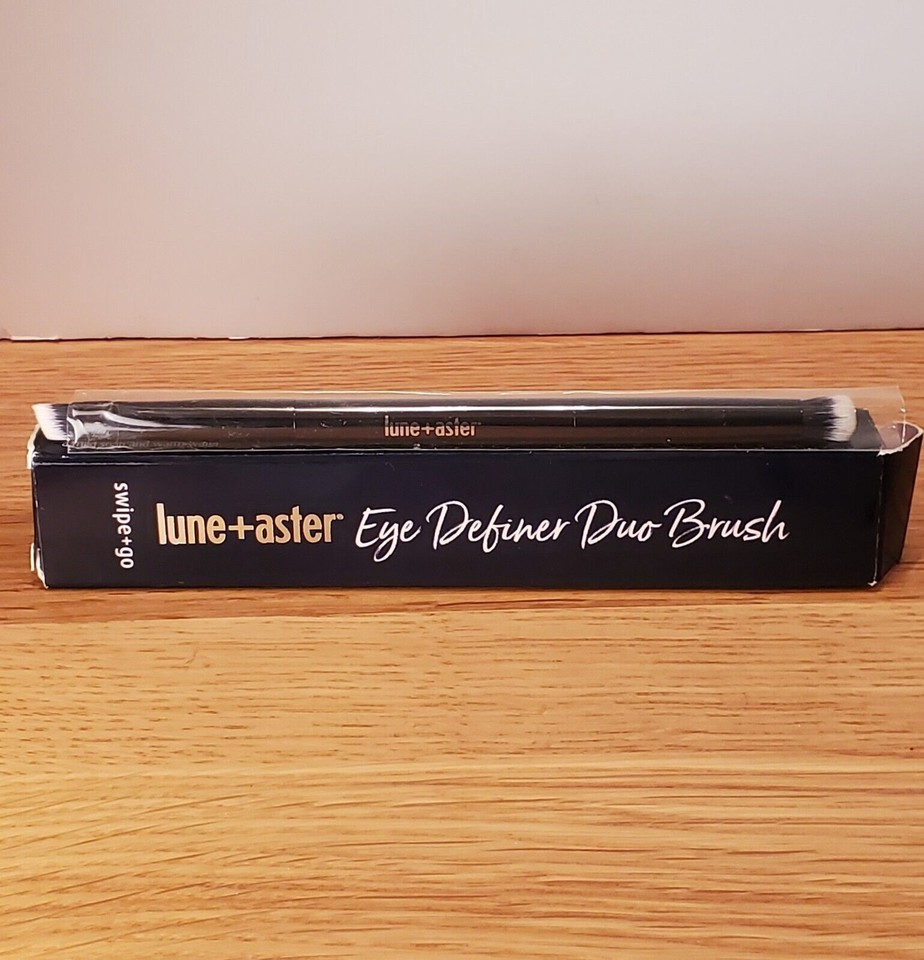 lune+aster
swipe+go
lune+aster Eye Definer Duo Brush